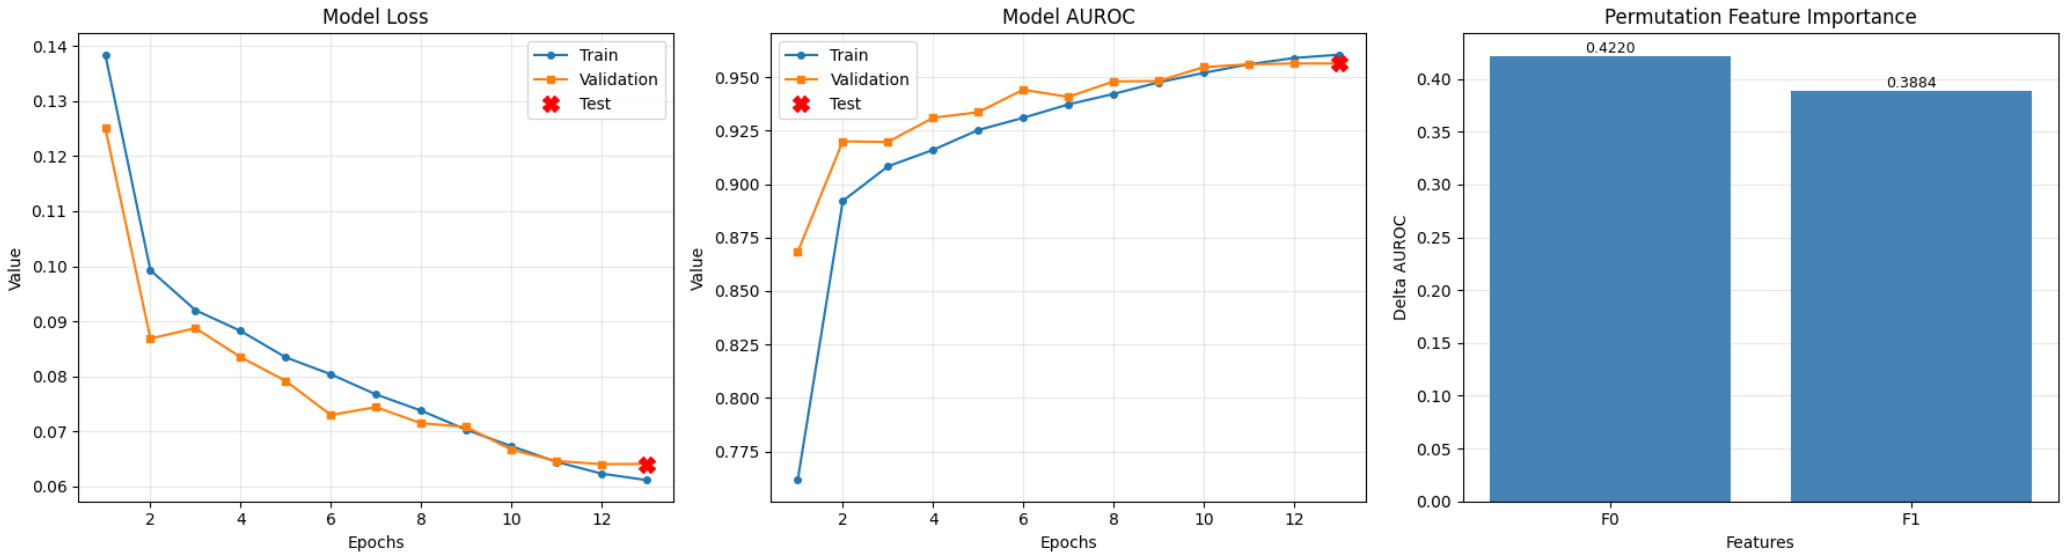 Model Loss
0.14
0.13
0.12
0.11
0.10
0.09
0.08
0.07
0.06
Value
2 4 6 8 10 12
Epochs
Train
Validation
Test
Model AUROC
0.950
0.925
0.900
0.875
0.850
0.825
0.800
0.775
Value
2 4 6 8 10 12
Epochs
Train
Validation
Test
Permutation Feature Importance
0.40
0.35
0.30
0.25
0.20
0.15
0.10
0.05
0.00
Delta AUROC
0.4220
0.3884
F0 F1
Features